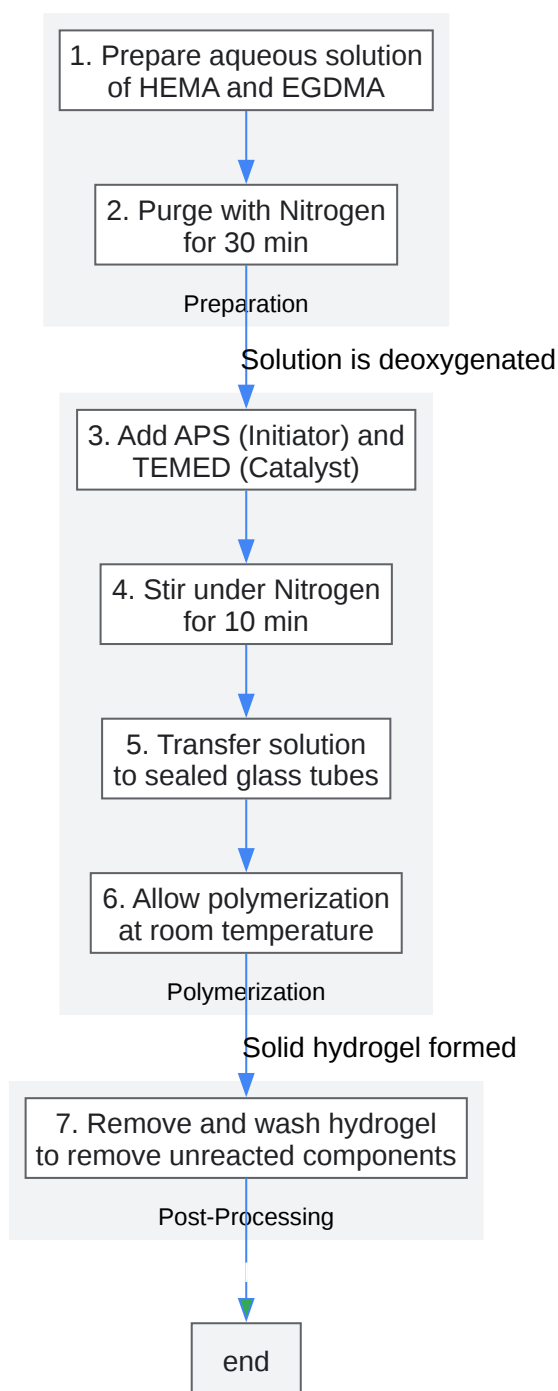 1. Prepare aqueous solution
of HEMA and EGDMA
2. Purge with Nitrogen
for 30 min
Preparation
Solution is deoxygenated
3. Add APS (Initiator) and
TEMED (Catalyst)
4. Stir under Nitrogen
for 10 min
5. Transfer solution
to sealed glass tubes
6. Allow polymerization
at room temperature
Polymerization
Solid hydrogel formed
7. Remove and wash hydrogel
to remove unreacted components
Post-Processing
end